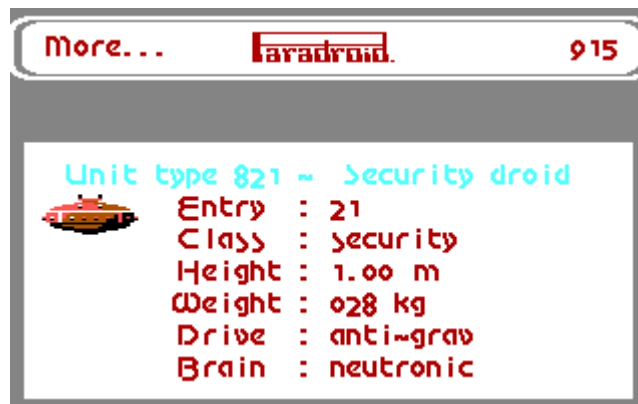 More... Paradroid. 915
Unit type 821 ~ Security droid
Entry : 21
Class : security
Height : 1.00 m
Weight : 028 kg
Drive : anti~grav
Brain : neutronic